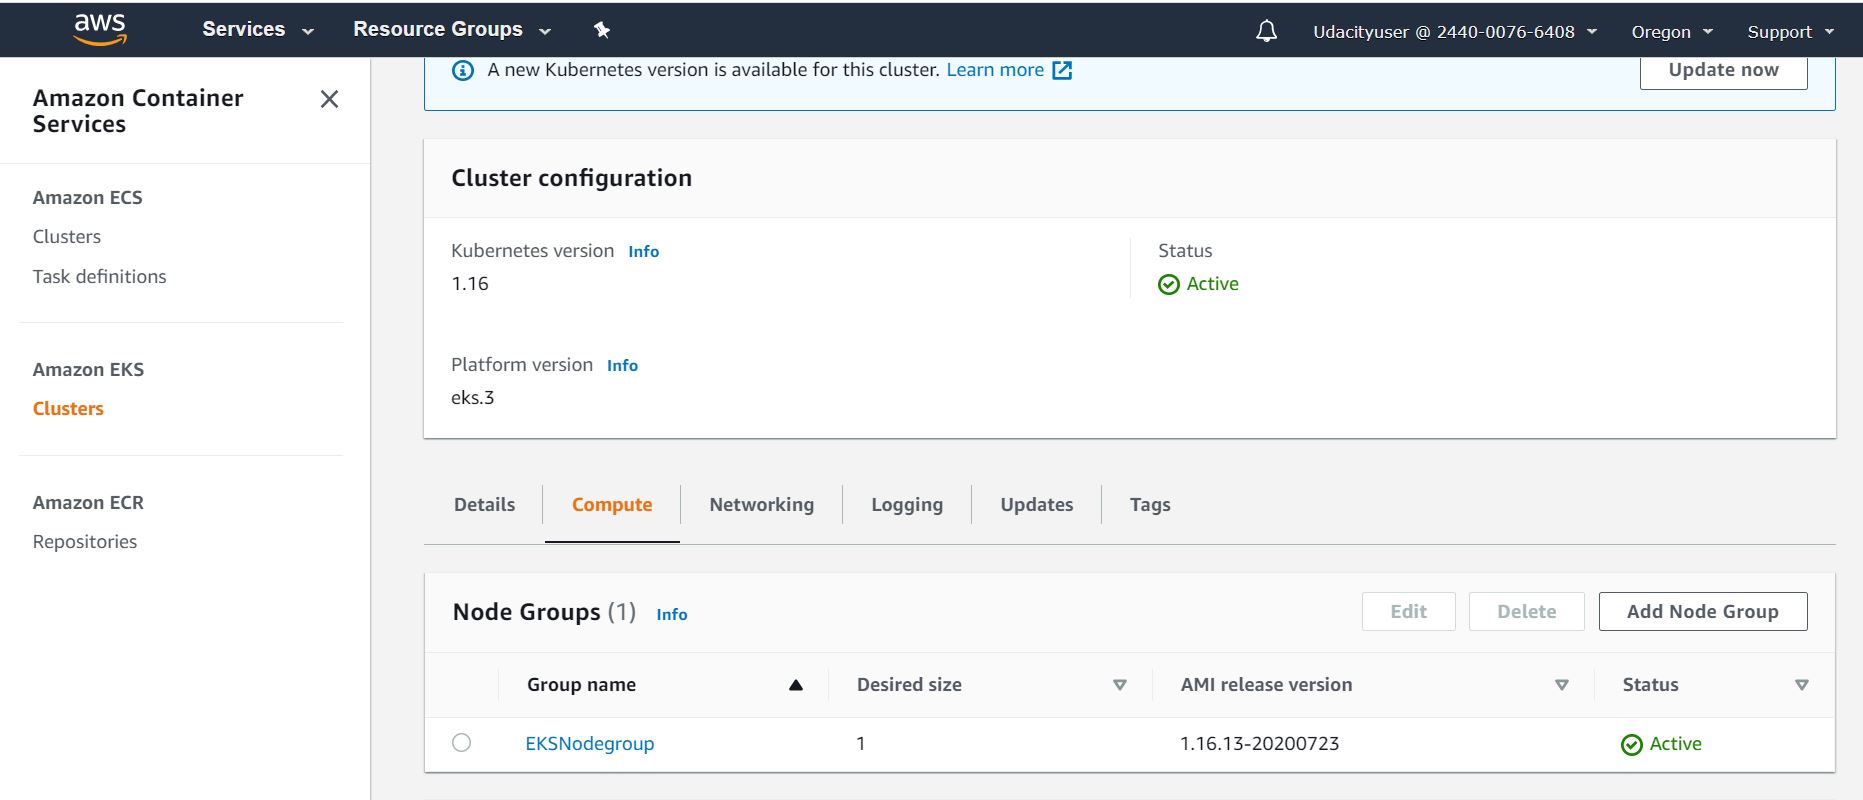 aws Services Resource Groups Udacityuser @ 2440-0076-6408 Oregon Support
Amazon Container
Services
Amazon ECS
Clusters
Task definitions
Amazon EKS
Clusters
Amazon ECR
Repositories
A new Kubernetes version is available for this cluster. Learn more Update now
Cluster configuration
Kubernetes version Info
1.16
Status
Active
Platform version Info
eks.3
Details Compute Networking Logging Updates Tags
Node Groups (1) Info Edit Delete Add Node Group
Group name Desired size AMI release version Status
EKSNodegroup 1 1.16.13-20200723 Active